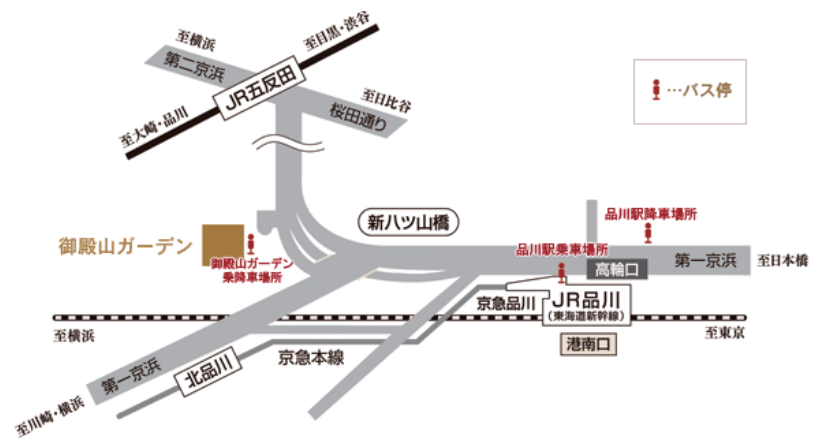 至横浜
至目黒・渋谷
第二京浜
JR五反田
至日比谷
桜田通り
至大崎・品川
…バス停
新八ツ山橋
品川駅降車場所
御殿山ガーデン
品川駅乗車場所
御殿山ガーデン
乗降車場所
高輪口
第一京浜
至日本橋
京急品川
JR品川
(東海道新幹線)
至横浜
至東京
港南口
京急本線
北品川
第一京浜
至川崎・横浜